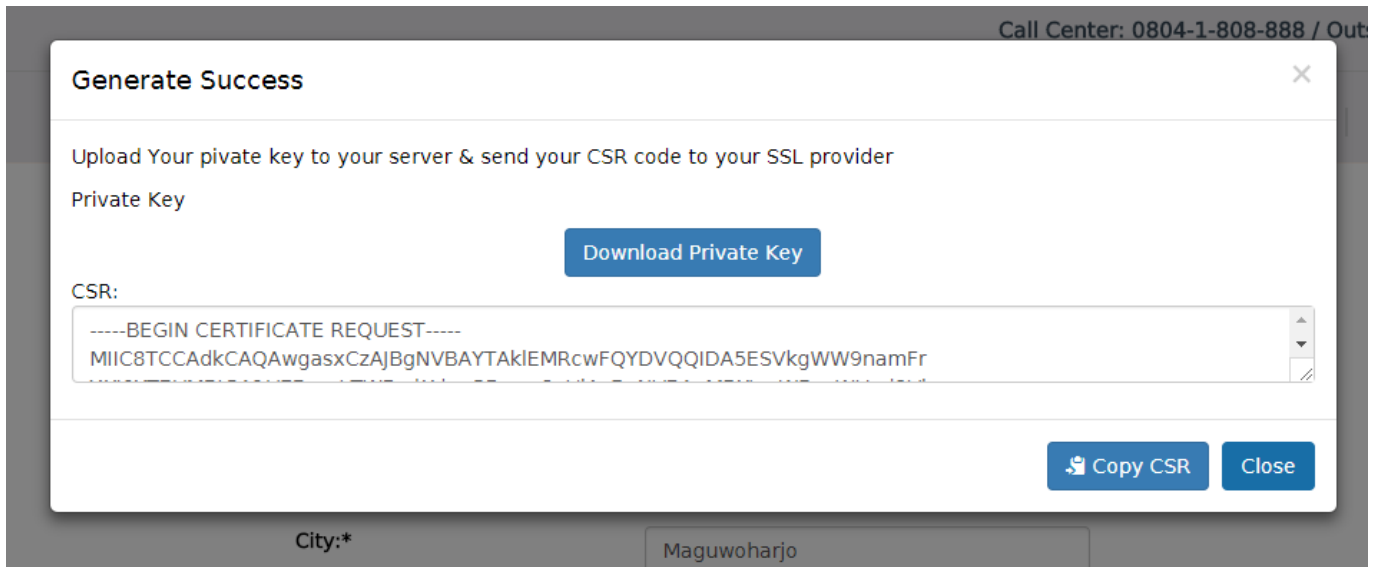 Call Center: 0804-1-808-888 / Outs
Generate Success
×
Upload Your pivate key to your server & send your CSR code to your SSL provider
Private Key
Download Private Key
CSR:
-----BEGIN CERTIFICATE REQUEST-----
MIIC8TCCAdkCAQAwgasxCzAJBgNVBAYTAklEMRcwFQYDVQQIDA5ESVkgWW9namFr
Copy CSR
Close
City:*
Maguwoharjo